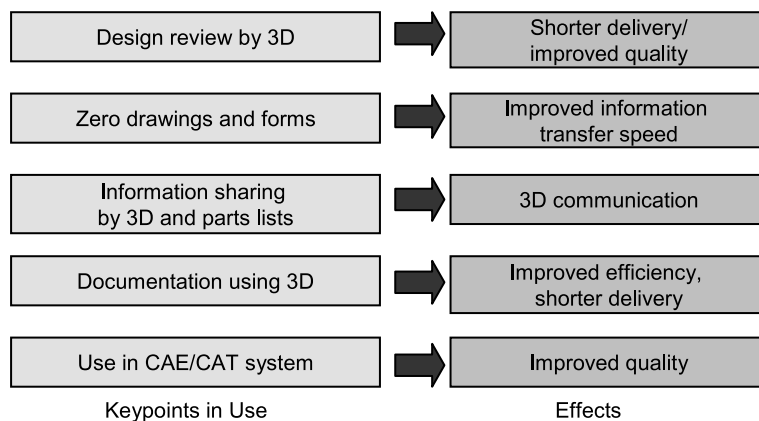 Design review by 3D
Shorter delivery/
improved quality
Zero drawings and forms
Improved information
transfer speed
Information sharing
by 3D and parts lists
3D communication
Documentation using 3D
Improved efficiency,
shorter delivery
Use in CAE/CAT system
Improved quality
Keypoints in Use
Effects